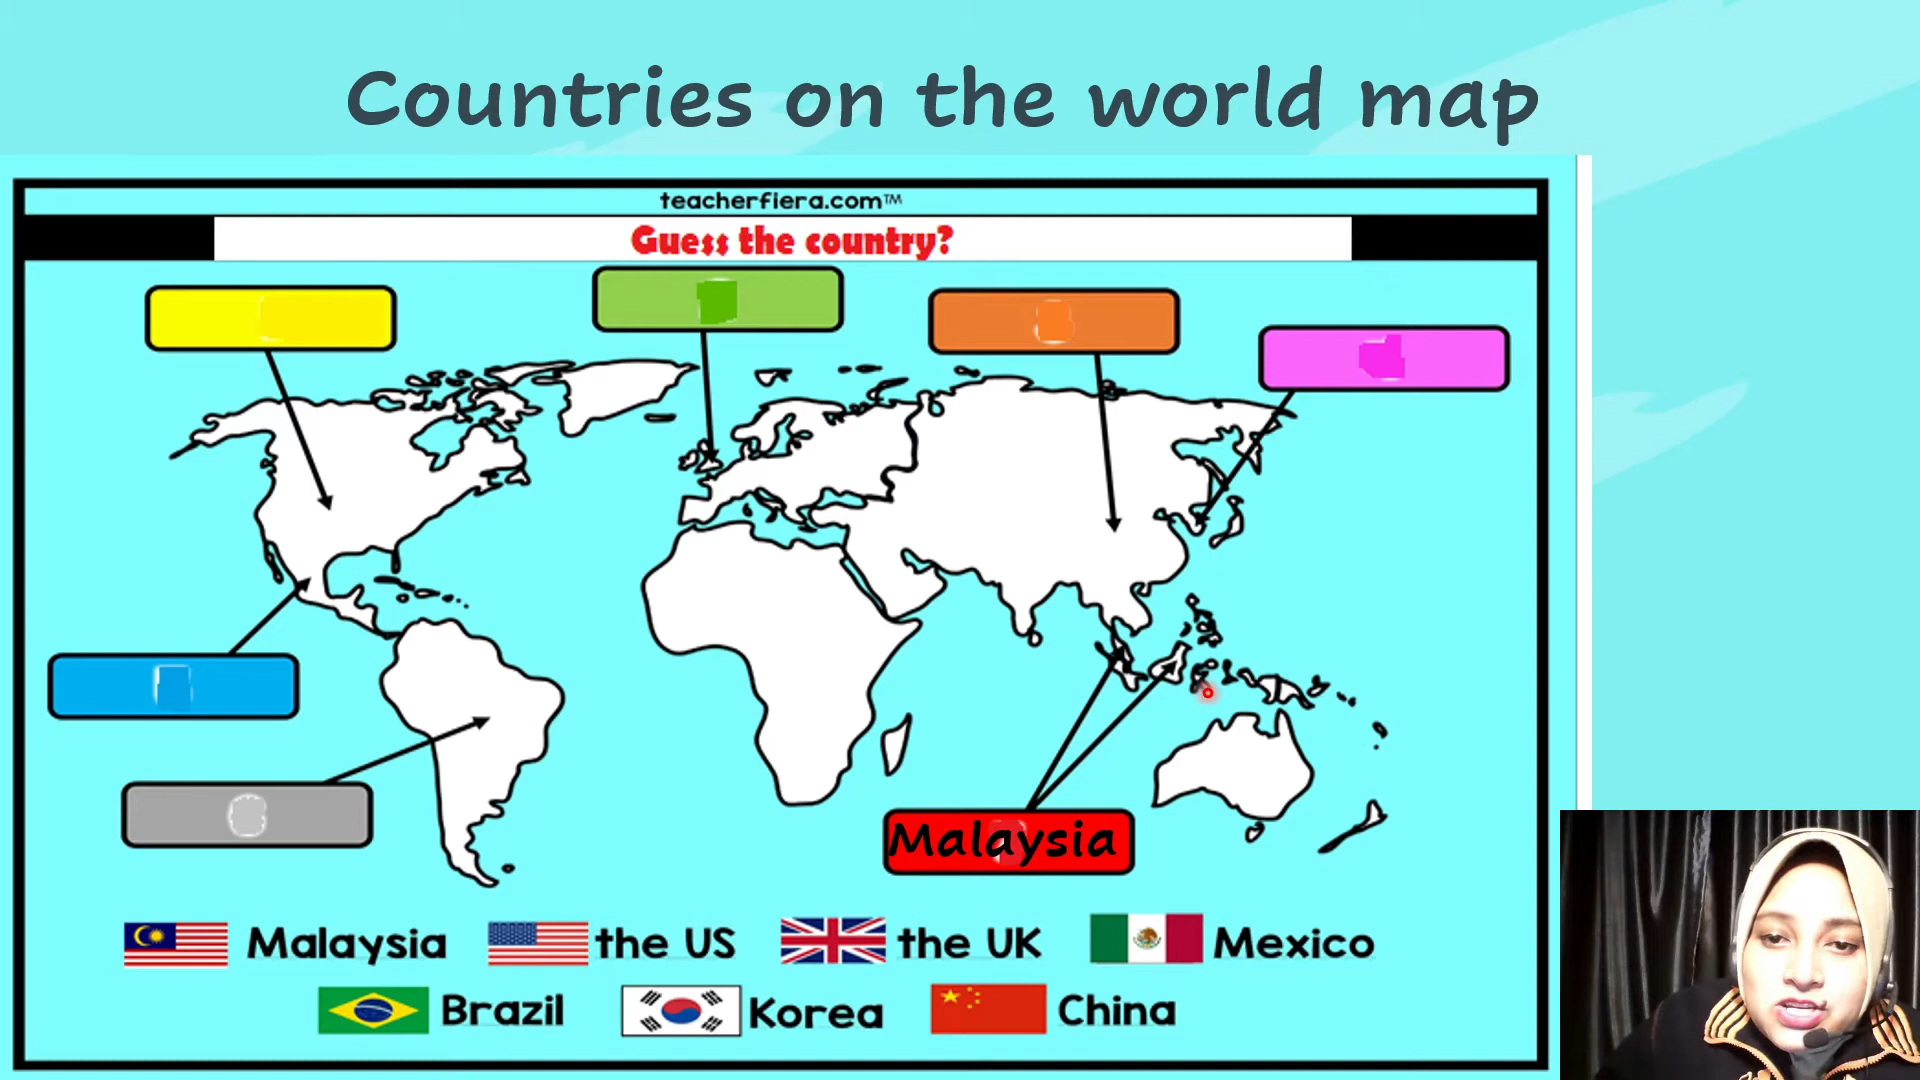 Countries on the world map
teacherfiera.com™
Guess the country?
Malaysia
Malaysia the US the UK Mexico
Brazil Korea China